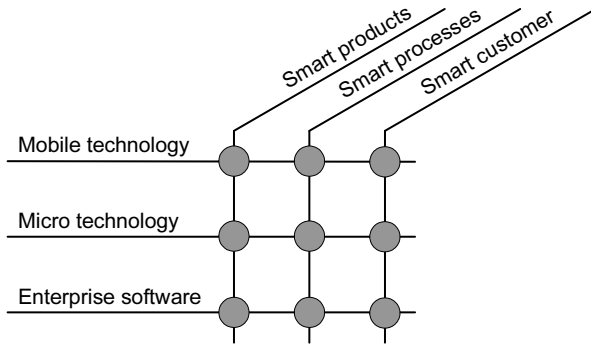 Smart products
Smart processes
Smart customer
Mobile technology
Micro technology
Enterprise software